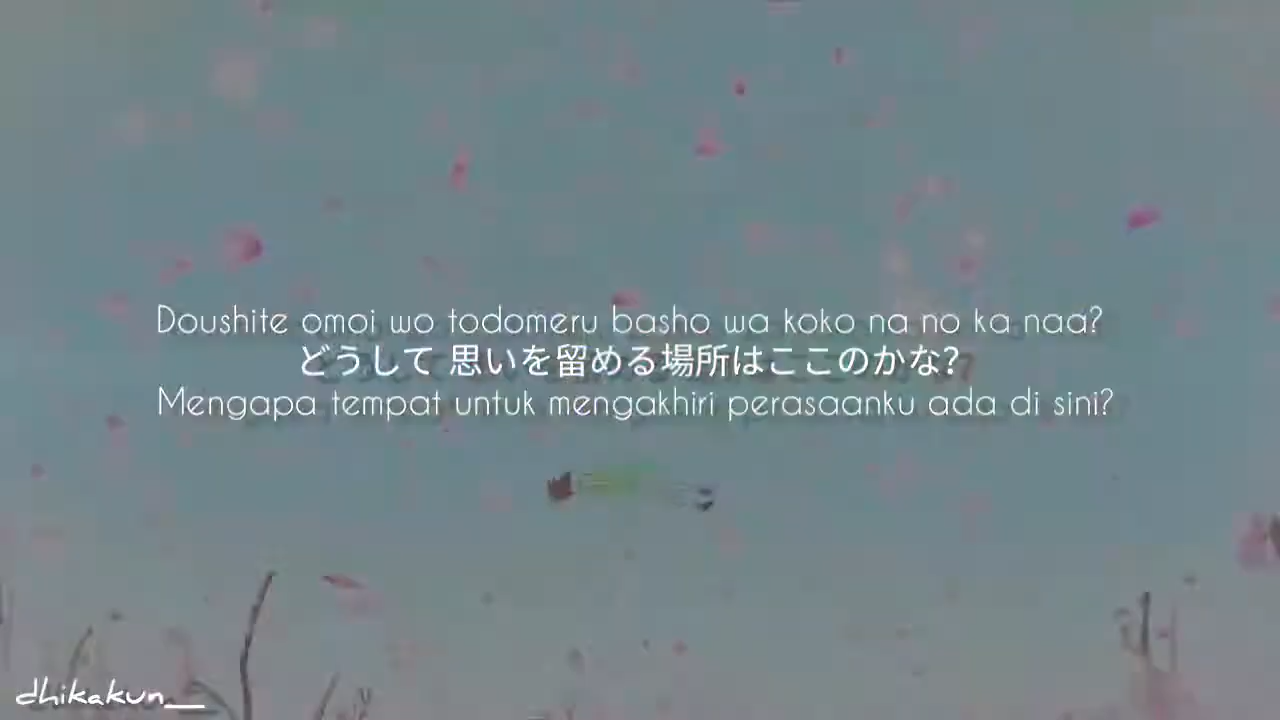 Doushite omoi wo todomeru basho wa koko na no ka naa?
どうして 思いを留める場所はここのかな?
Mengapa tempat untuk mengakhiri perasaanku ada di sini?
dhikakun__